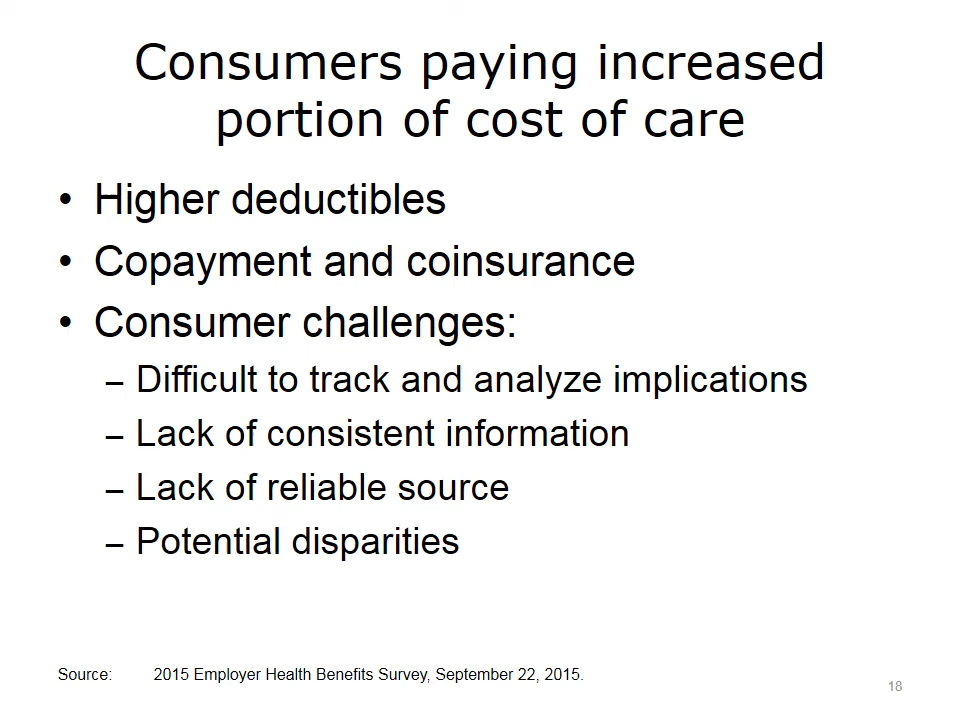 Consumers paying increased
portion of cost of care
• Higher deductibles
• Copayment and coinsurance
• Consumer challenges:
– Difficult to track and analyze implications
– Lack of consistent information
– Lack of reliable source
– Potential disparities
Source: 2015 Employer Health Benefits Survey, September 22, 2015.
18